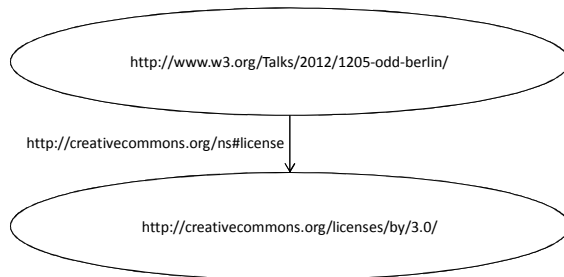 http://www.w3.org/Talks/2012/1205-odd-berlin/
http://creativecommons.org/ns#license
http://creativecommons.org/licenses/by/3.0/